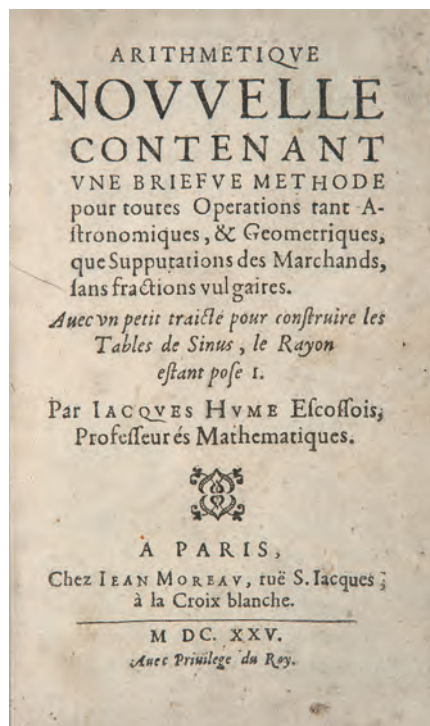 ARITHMETIQVE
NOVVELLE
CONTENANT
VNE BRIEFVE METHODE
pour toutes Operations tant A-
ſtronomiques, & Geometriques,
que Supputations des Marchands,
ſans fractions vulgaires.
Auec vn petit traicté pour conſtruire les
Tables de Sinus, le Rayon
eſtant poſe 1.
Par IACQVES HVME Eſcoſſois,
Profeſſeur és Mathematiques.
A PARIS,
Chez IEAN MOREAV, ruë S. Iacques;
à la Croix blanche.
M DC. XXV.
Auec Priuilege du Roy.